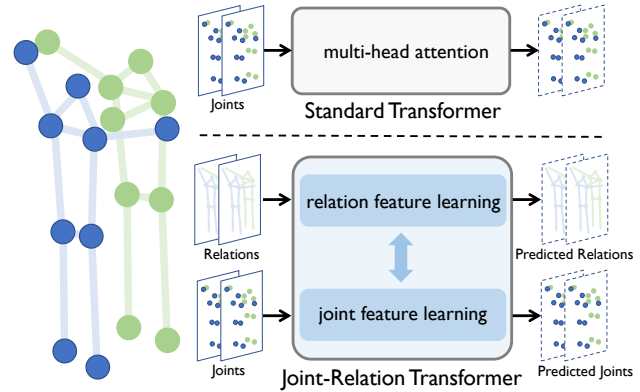 multi-head attention
Joints
Standard Transformer
relation feature learning
Relations
Predicted Relations
joint feature learning
Joints
Predicted Joints
Joint-Relation Transformer